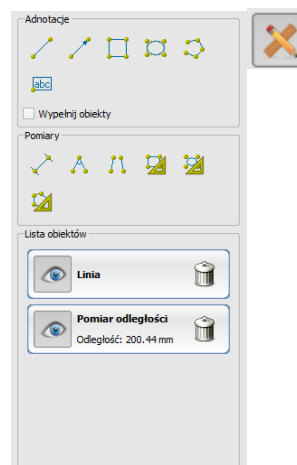 Adnotacje
abc
Wypełnij obiekty
Pomiary
Lista obiektów
Linia
Pomiar odległości
Odległość: 200.44 mm